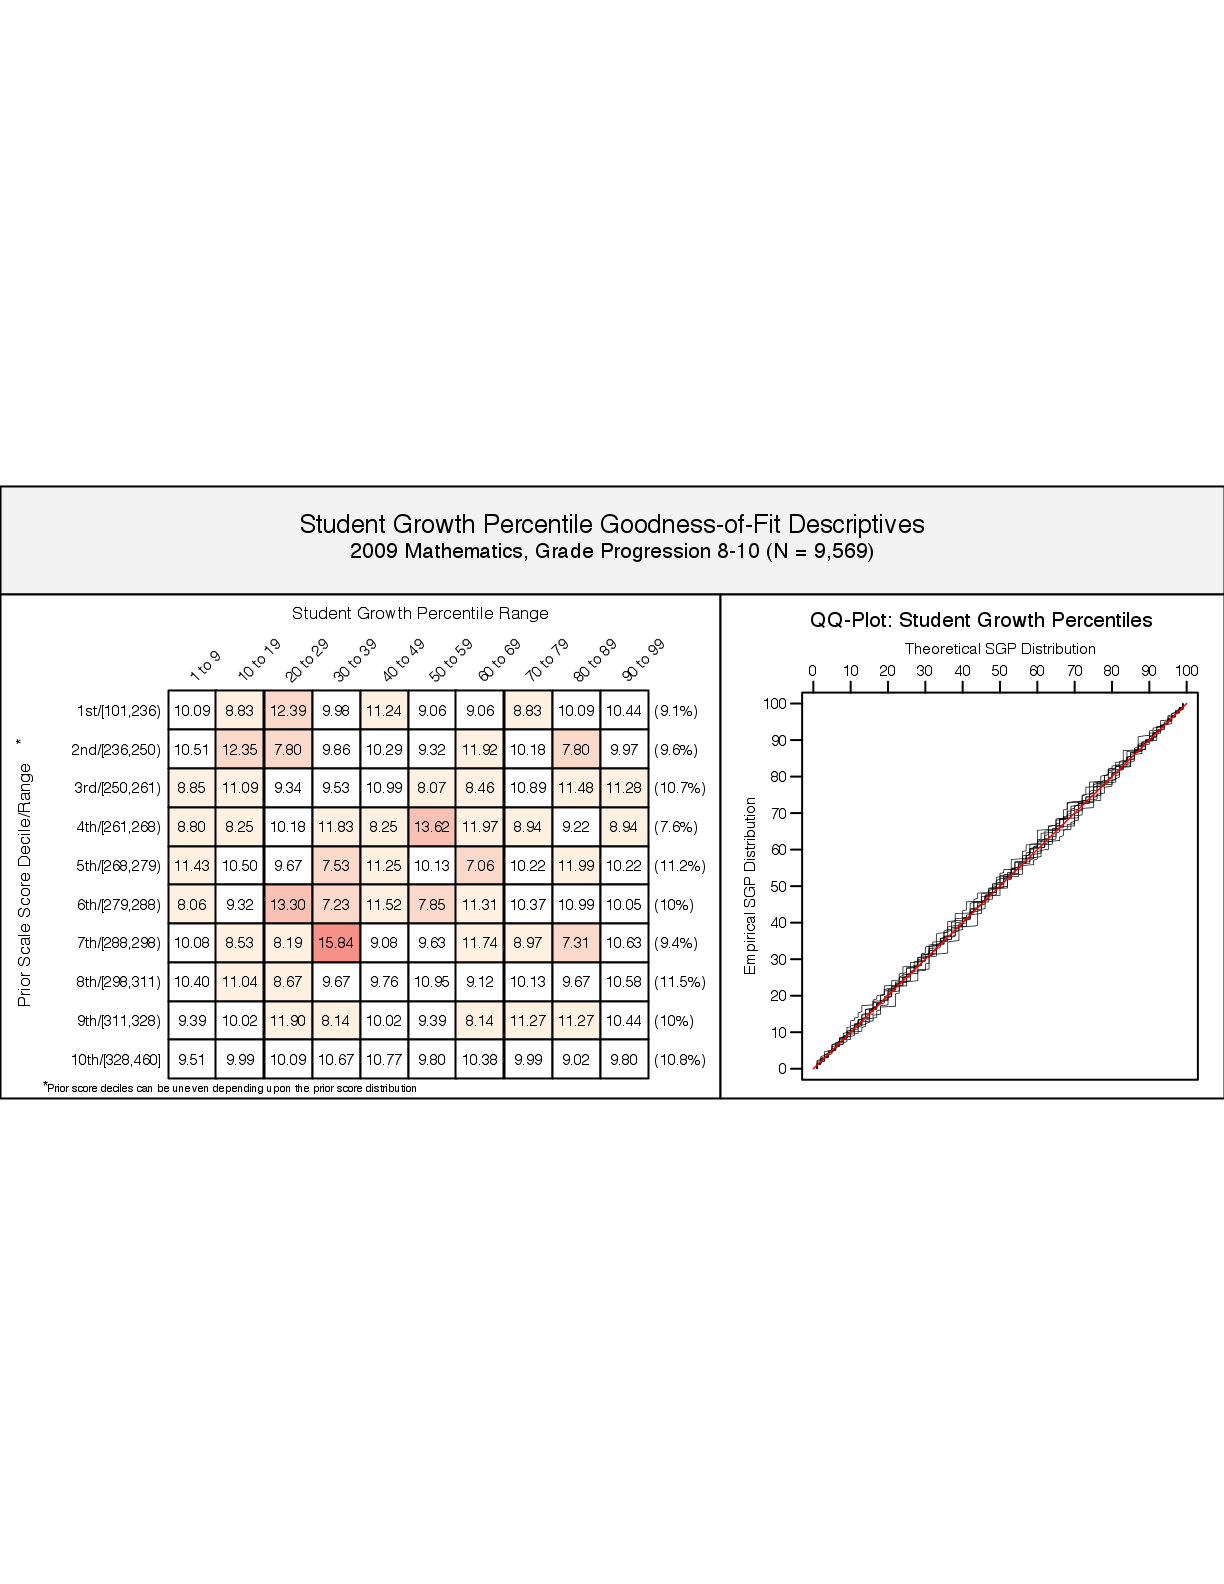 Student Growth Percentile Goodness-of-Fit Descriptives
2009 Mathematics, Grade Progression 8-10 (N = 9,569)
Student Growth Percentile Range
1 to 9 10 to 19 20 to 29 30 to 39 40 to 49 50 to 59 60 to 69 70 to 79 80 to 89 90 to 99
Prior Scale Score Decile/Range *
1st/[101,236) 10.09 8.83 12.39 9.98 11.24 9.06 9.06 8.83 10.09 10.44 (9.1%)
2nd/[236,250) 10.51 12.35 7.80 9.86 10.29 9.32 11.92 10.18 7.80 9.97 (9.6%)
3rd/[250,261) 8.85 11.09 9.34 9.53 10.99 8.07 8.46 10.89 11.48 11.28 (10.7%)
4th/[261,268) 8.80 8.25 10.18 11.83 8.25 13.62 11.97 8.94 9.22 8.94 (7.6%)
5th/[268,279) 11.43 10.50 9.67 7.53 11.25 10.13 7.06 10.22 11.99 10.22 (11.2%)
6th/[279,288) 8.06 9.32 13.30 7.23 11.52 7.85 11.31 10.37 10.99 10.05 (10%)
7th/[288,298) 10.08 8.53 8.19 15.84 9.08 9.63 11.74 8.97 7.31 10.63 (9.4%)
8th/[298,311) 10.40 11.04 8.67 9.67 9.76 10.95 9.12 10.13 9.67 10.58 (11.5%)
9th/[311,328) 9.39 10.02 11.90 8.14 10.02 9.39 8.14 11.27 11.27 10.44 (10%)
10th/[328,460] 9.51 9.99 10.09 10.67 10.77 9.80 10.38 9.99 9.02 9.80 (10.8%)
*Prior score deciles can be uneven depending upon the prior score distribution
QQ-Plot: Student Growth Percentiles
Theoretical SGP Distribution
0 10 20 30 40 50 60 70 80 90 100
Empirical SGP Distribution
100
90
80
70
60
50
40
30
20
10
0